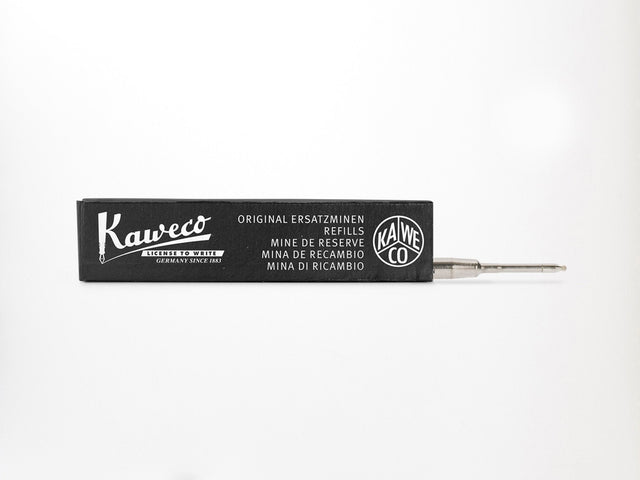 Kaweco
LICENSE TO WRITE
GERMANY SINCE 1883
ORIGINAL ERSATZMINEN
REFILLS
MINE DE RESERVE
MINA DE RECAMBIO
MINA DI RICAMBIO
KA WE
CO